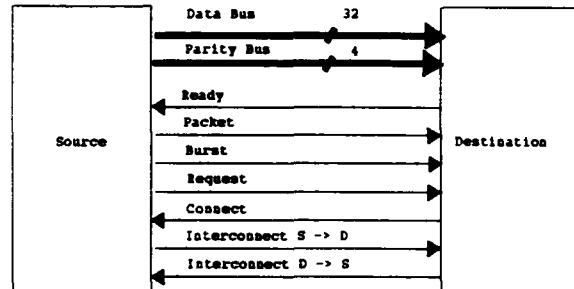 Data Bus 32
Parity Bus 4
Ready
Packet
Source
Destination
Burst
Request
Connect
Interconnect S -> D
Interconnect D -> S